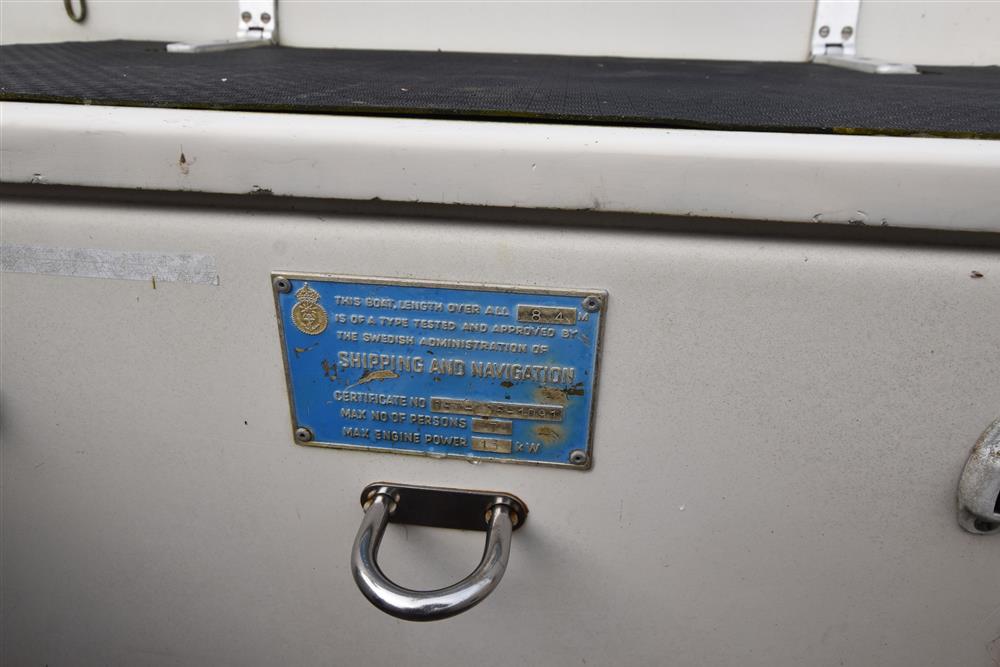 THIS BOAT, LENGTH OVER ALL 8 4 M
IS OF A TYPE TESTED AND APPROVED BY
THE SWEDISH ADMINISTRATION OF
SHIPPING AND NAVIGATION
CERTIFICATE NO
MAX NO OF PERSONS
MAX ENGINE POWER 15 kW